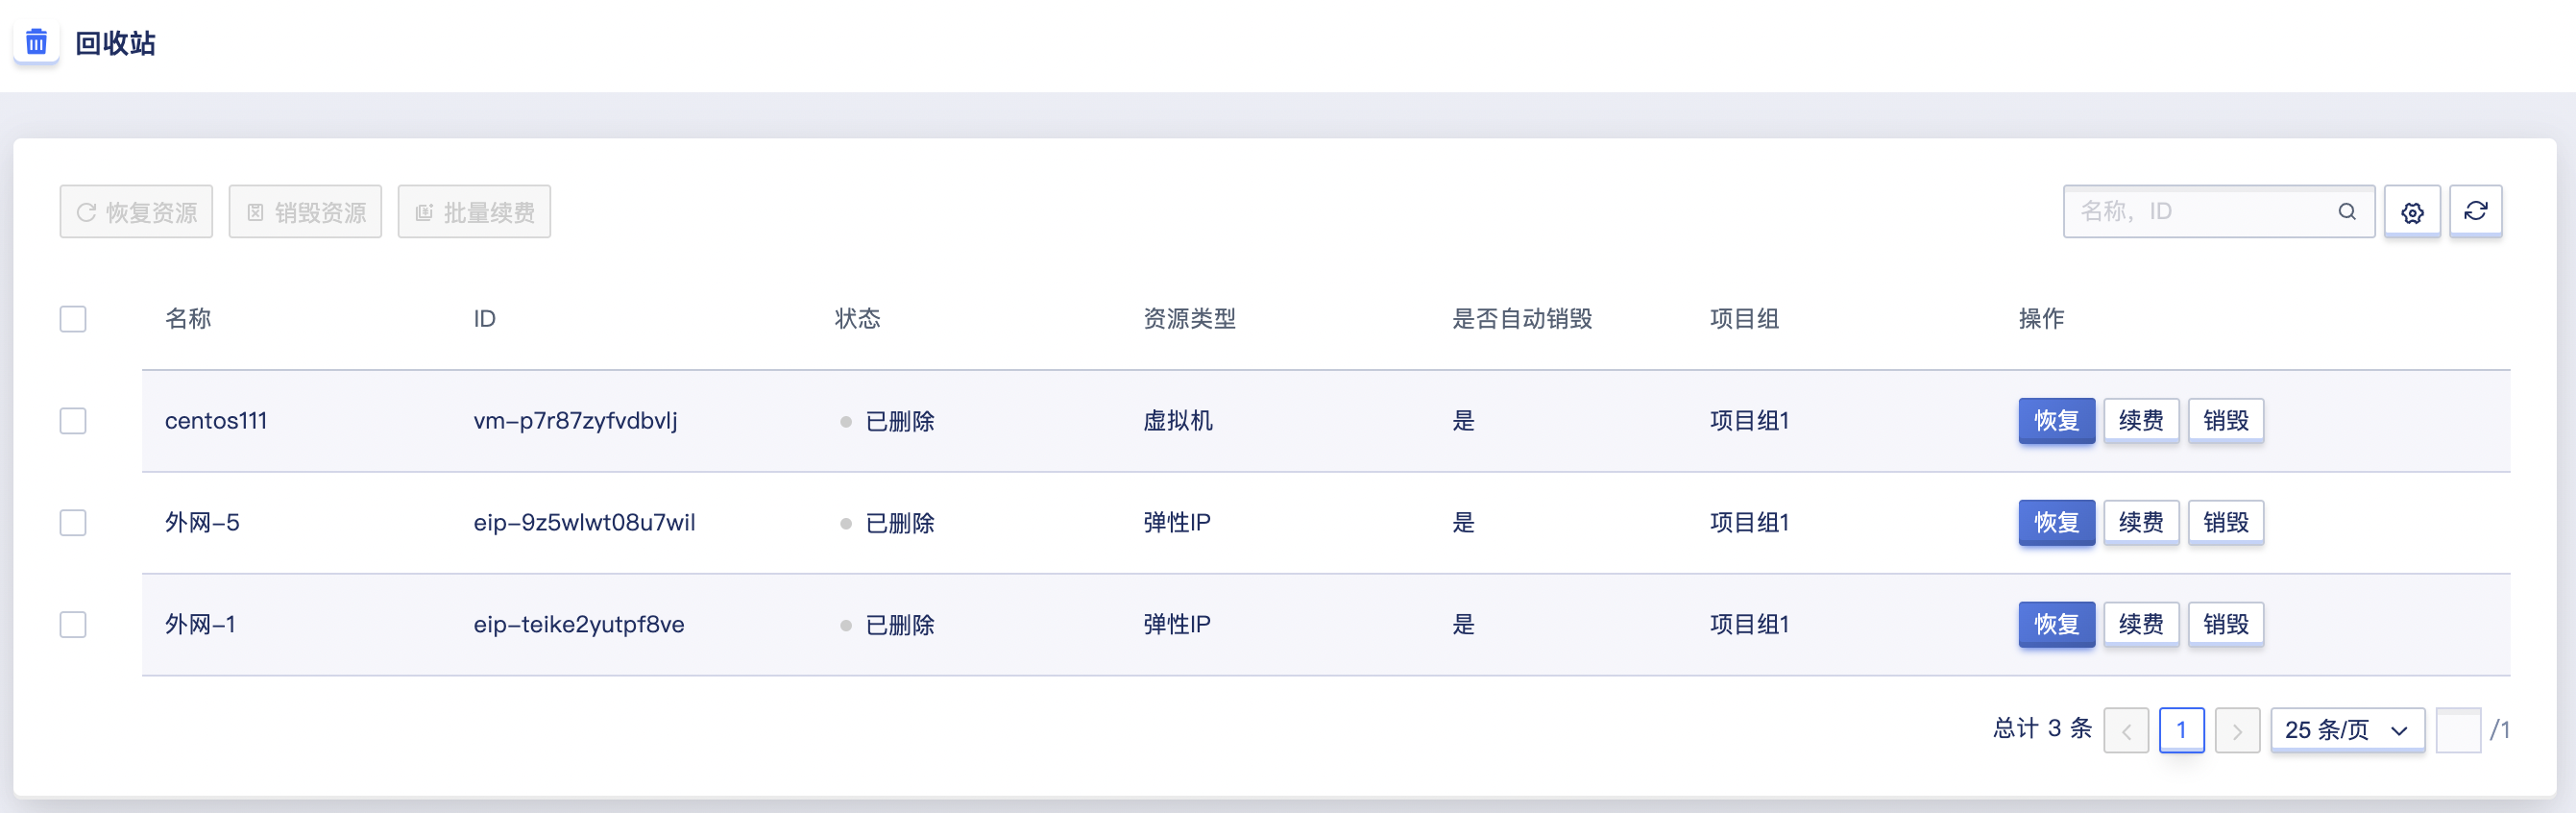 回收站
恢复资源 销毁资源 批量续费 名称，ID
名称 ID 状态 资源类型 是否自动销毁 项目组 操作
centos111 vm-p7r87zyfvdbvlj 已删除 虚拟机 是 项目组1 恢复 续费 销毁
外网-5 eip-9z5wlwt08u7wil 已删除 弹性IP 是 项目组1 恢复 续费 销毁
外网-1 eip-teike2yutpf8ve 已删除 弹性IP 是 项目组1 恢复 续费 销毁
总计 3 条 1 25 条/页 /1